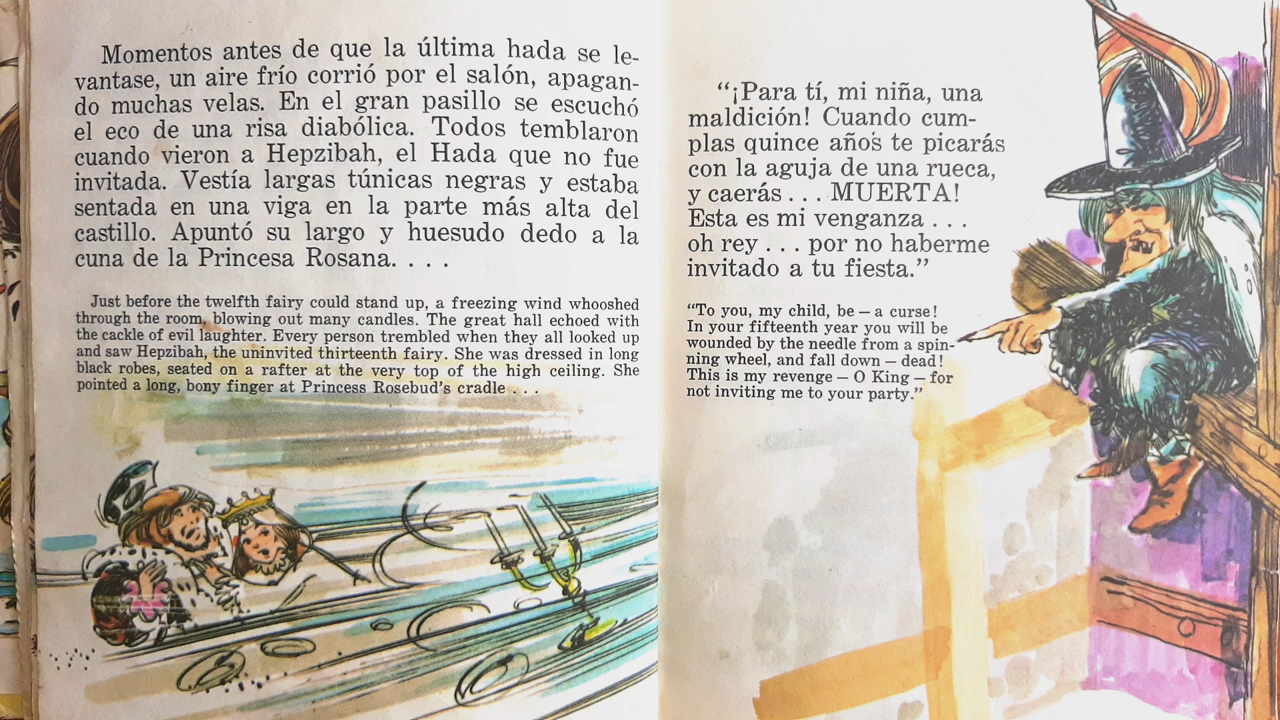 Momentos antes de que la última hada se le-
vantase, un aire frío corrió por el salón, apagan-
do muchas velas. En el gran pasillo se escuchó
el eco de una risa diabólica. Todos temblaron
cuando vieron a Hepzibah, el Hada que no fue
invitada. Vestía largas túnicas negras y estaba
sentada en una viga en la parte más alta del
castillo. Apuntó su largo y huesudo dedo a la
cuna de la Princesa Rosana. . . .
Just before the twelfth fairy could stand up, a freezing wind whooshed
through the room, blowing out many candles. The great hall echoed with
the cackle of evil laughter. Every person trembled when they all looked up
and saw Hepzibah, the uninvited thirteenth fairy. She was dressed in long
black robes, seated on a rafter at the very top of the high ceiling. She
pointed a long, bony finger at Princess Rosebud's cradle . . .
“¡Para tí, mi niña, una
maldición! Cuando cum-
plas quince años te picarás
con la aguja de una rueca,
y caerás . . . MUERTA!
Esta es mi venganza . . .
oh rey . . . por no haberme
invitado a tu fiesta.”
“To you, my child, be — a curse!
In your fifteenth year you will be
wounded by the needle from a spin-
ning wheel, and fall down — dead!
This is my revenge — O King — for
not inviting me to your party.”